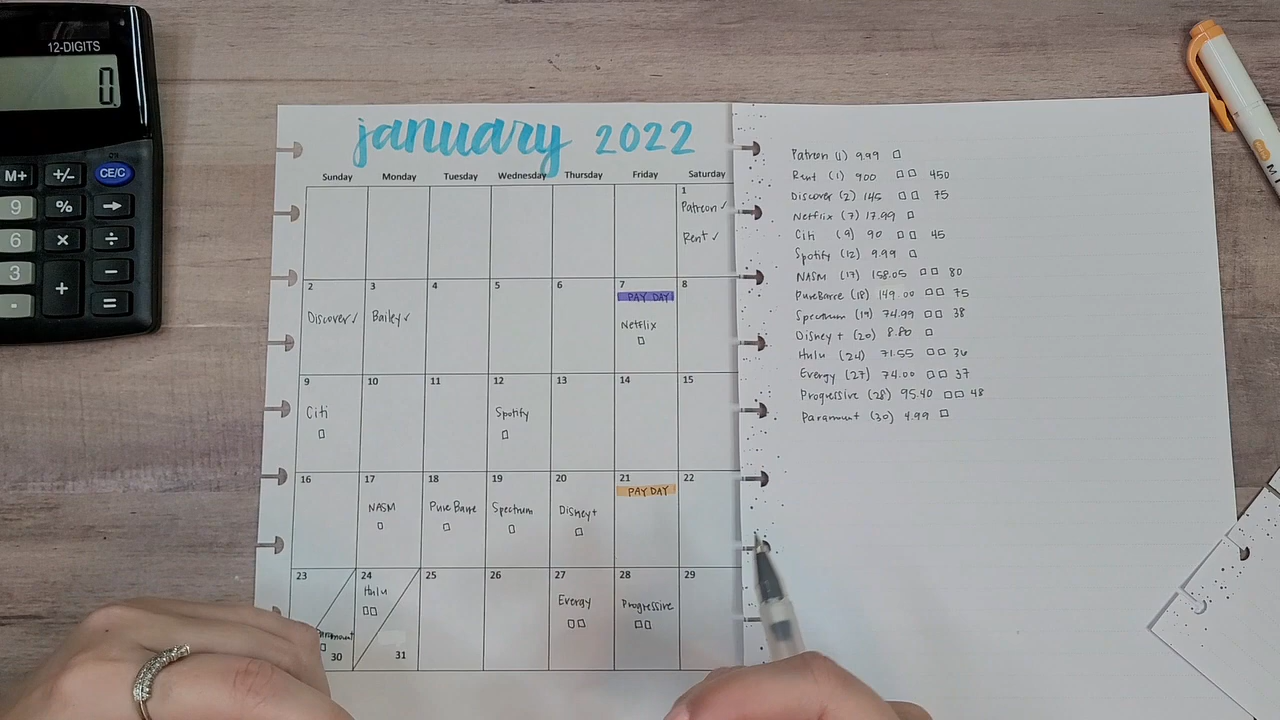 12-DIGITS
0.
M+ +/- CE/C
9 % →
6 × ÷
3 + −
· =
january 2022
Sunday Monday Tuesday Wednesday Thursday Friday Saturday
1
Patreon ✓
Rent ✓
2 3 4 5 6 7 8
PAY DAY
Discover ✓ Bailey ✓ Netflix
9 10 11 12 13 14 15
Citi Spotify
16 17 18 19 20 21 22
PAY DAY
NASM Pure Barre Spectrum Disney+
23 24 25 26 27 28 29
Hulu Evergy Progressive
30 31
Patreon (1) 9.99 □
Rent (1) 900 □□ 450
Discover (2) 145 □□ 75
Netflix (7) 17.99 □
Citi (9) 90 □□ 45
Spotify (12) 9.99 □
NASM (17) 158.05 □□ 80
PureBarre (18) 149.00 □□ 75
Spectrum (19) 74.99 □□ 38
Disney + (20) 8.80 □
Hulu (24) 71.55 □□ 36
Evergy (27) 74.00 □□ 37
Progressive (28) 95.40 □□ 48
Paramount (30) 4.99 □